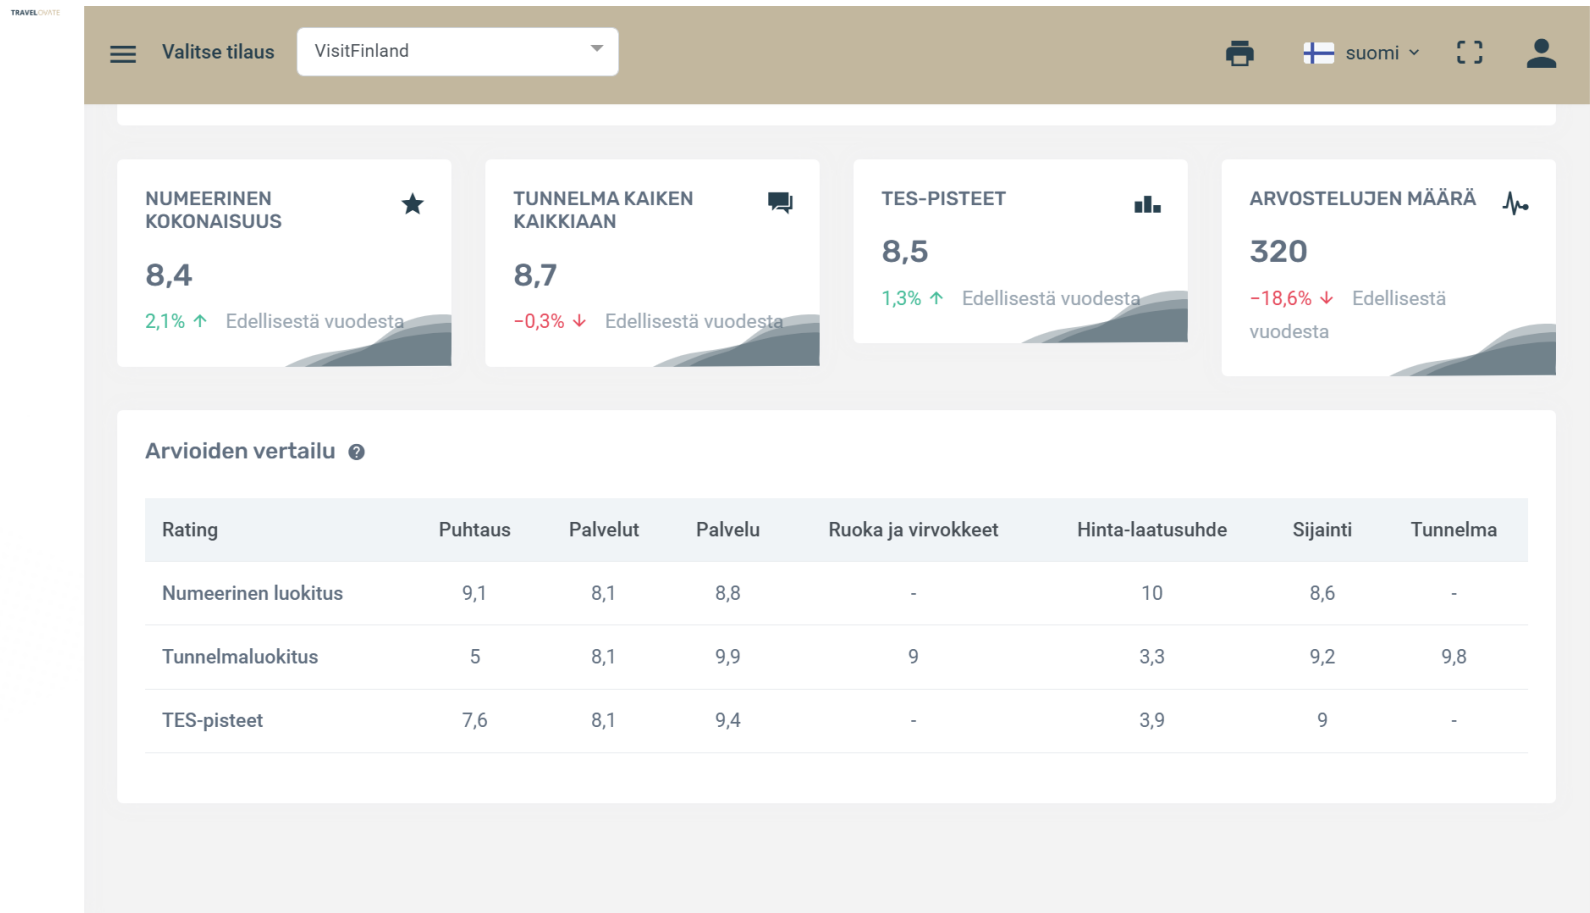 TRAVELOVATE
Valitse tilaus
VisitFinland
suomi
NUMEERINEN
KOKONAISUUS
8,4
2,1% ↑ Edellisestä vuodesta
TUNNELMA KAIKEN
KAIKKIAAN
8,7
−0,3% ↓ Edellisestä vuodesta
TES-PISTEET
8,5
1,3% ↑ Edellisestä vuodesta
ARVOSTELUJEN MÄÄRÄ
320
−18,6% ↓ Edellisestä
vuodesta
Arvioiden vertailu ?
Rating Puhtaus Palvelut Palvelu Ruoka ja virvokkeet Hinta-laatusuhde Sijainti Tunnelma
Numeerinen luokitus 9,1 8,1 8,8 - 10 8,6 -
Tunnelmaluokitus 5 8,1 9,9 9 3,3 9,2 9,8
TES-pisteet 7,6 8,1 9,4 - 3,9 9 -